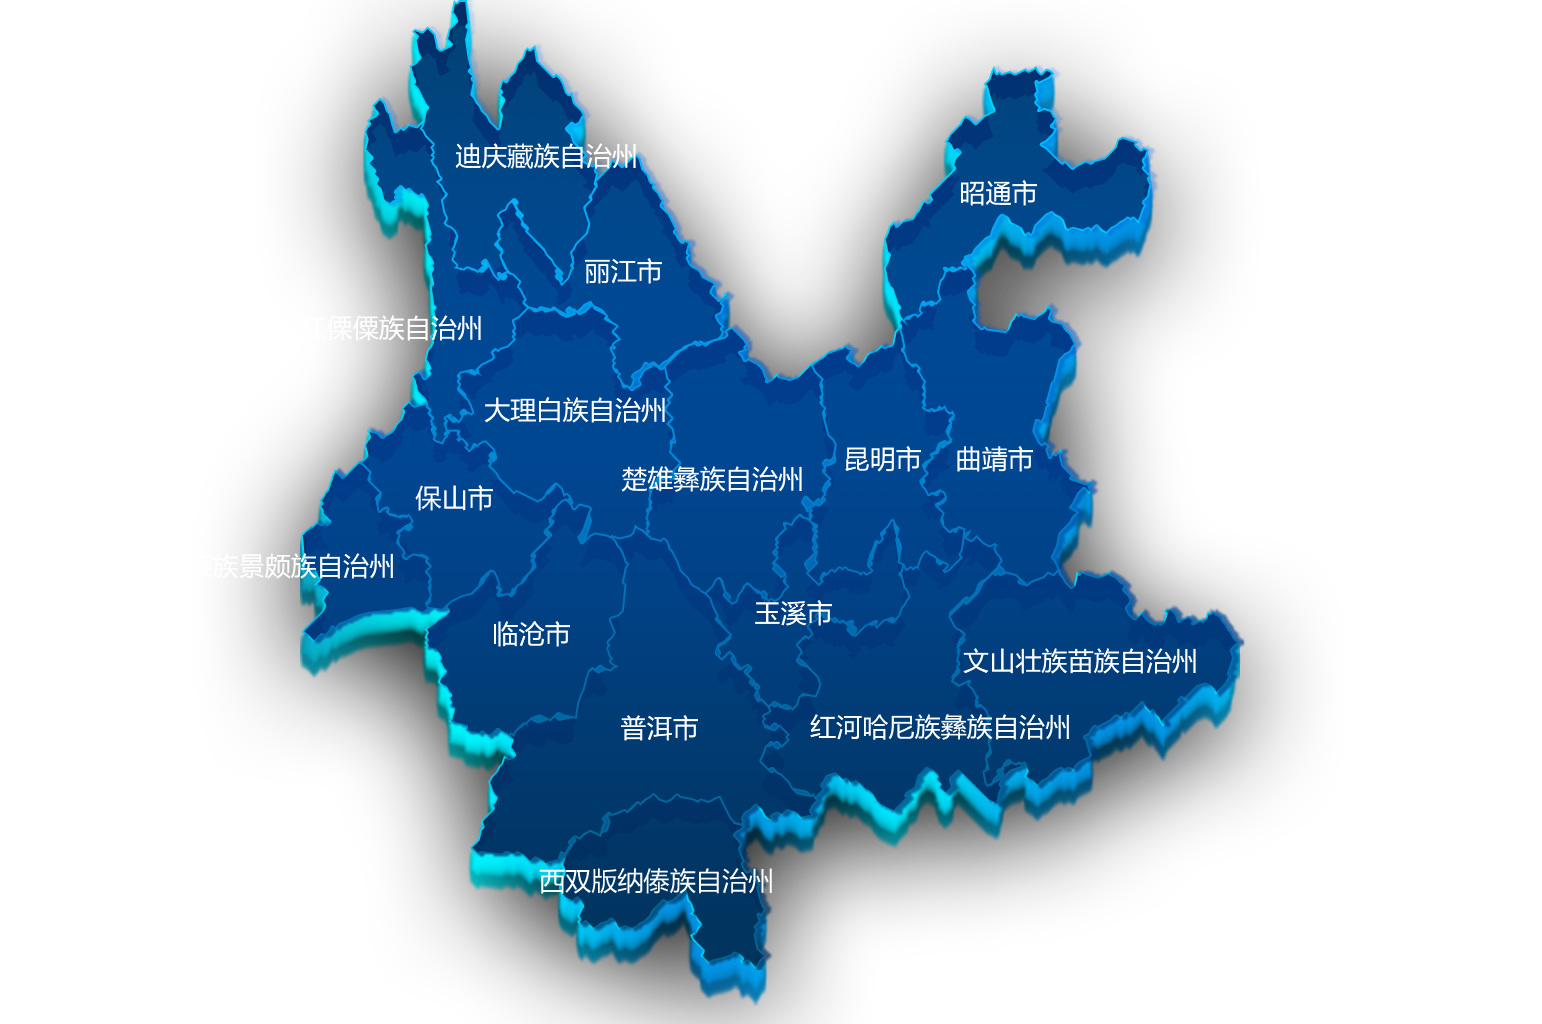 迪庆藏族自治州
昭通市
丽江市
江傈僳族自治州
大理白族自治州
昆明市
曲靖市
楚雄彝族自治州
保山市
族景颇族自治州
玉溪市
临沧市
文山壮族苗族自治州
红河哈尼族彝族自治州
普洱市
西双版纳傣族自治州